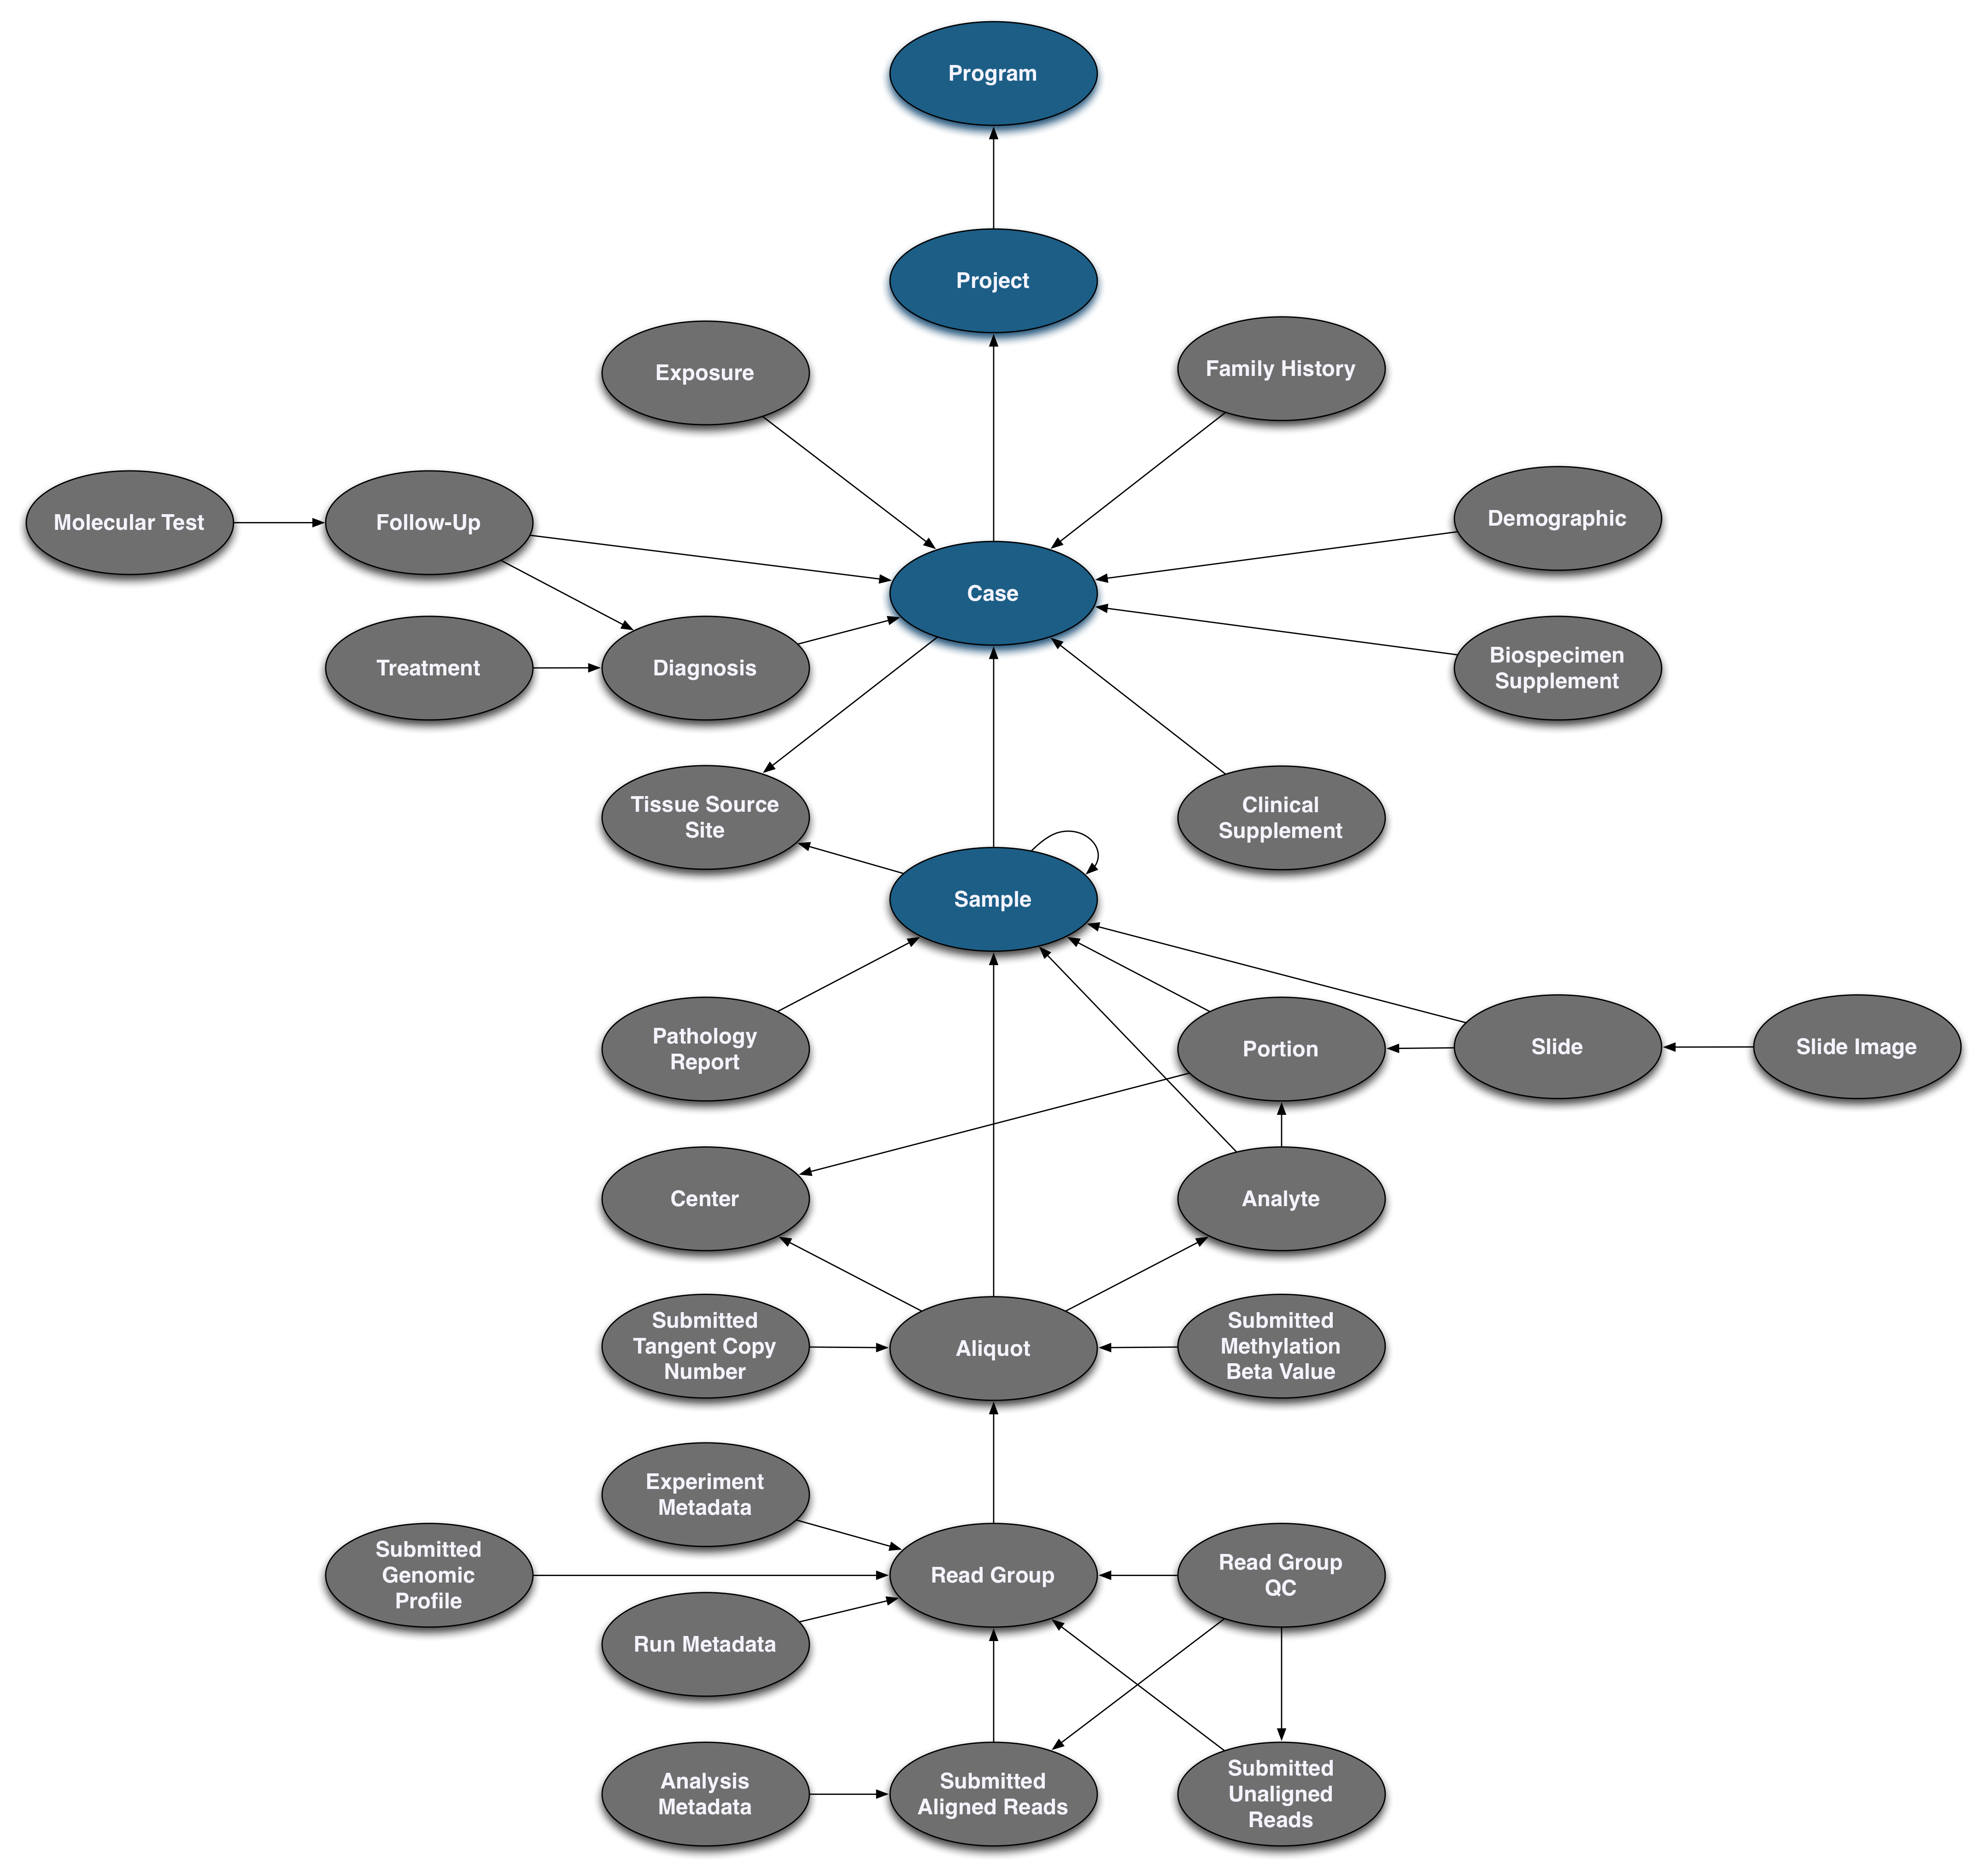 Program
Project
Exposure
Family History
Molecular Test
Follow-Up
Demographic
Case
Treatment
Diagnosis
Biospecimen
Supplement
Tissue Source
Site
Clinical
Supplement
Sample
Pathology
Report
Portion
Slide
Slide Image
Center
Analyte
Submitted
Tangent Copy
Number
Aliquot
Submitted
Methylation
Beta Value
Experiment
Metadata
Submitted
Genomic
Profile
Read Group
Read Group
QC
Run Metadata
Analysis
Metadata
Submitted
Aligned Reads
Submitted
Unaligned
Reads